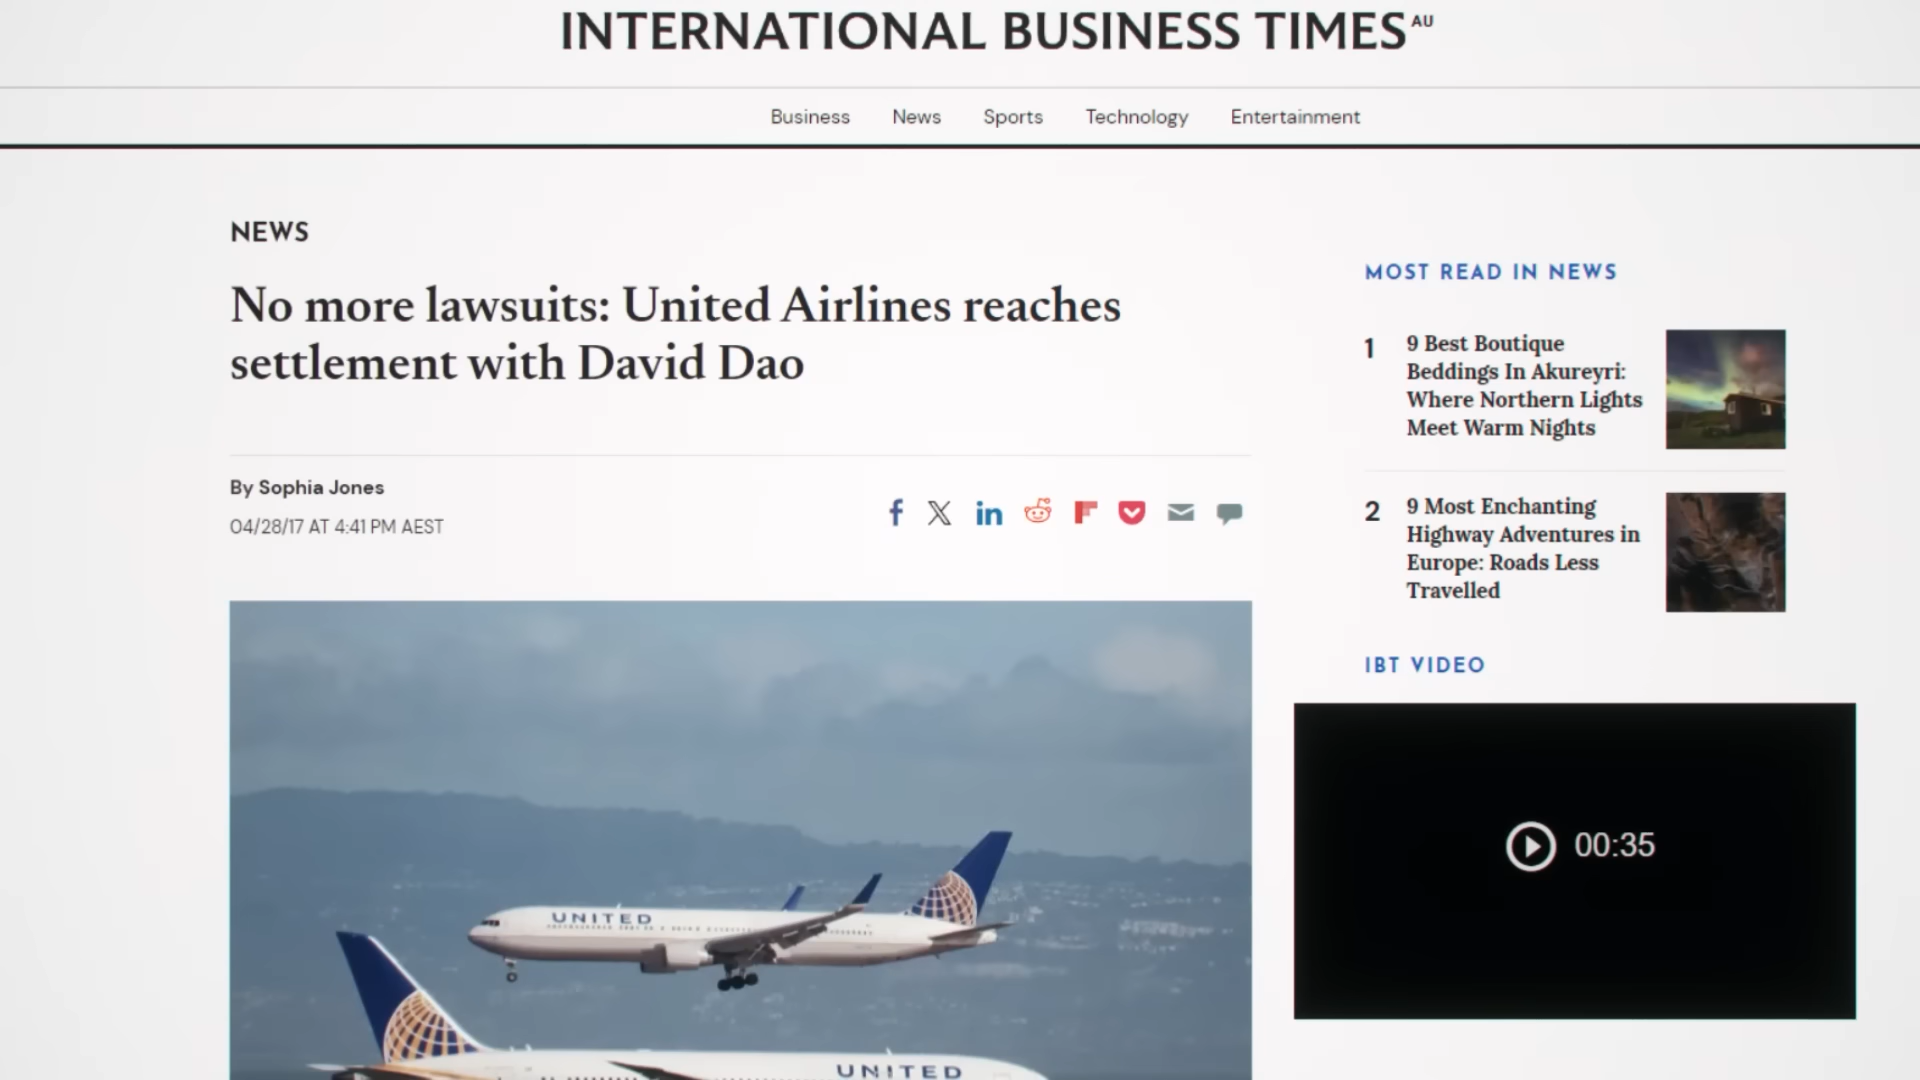 INTERNATIONAL BUSINESS TIMES AU
Business News Sports Technology Entertainment
NEWS
No more lawsuits: United Airlines reaches
settlement with David Dao
By Sophia Jones
04/28/17 AT 4:41 PM AEST
MOST READ IN NEWS
1
9 Best Boutique
Beddings In Akureyri:
Where Northern Lights
Meet Warm Nights
2
9 Most Enchanting
Highway Adventures in
Europe: Roads Less
Travelled
IBT VIDEO
00:35
UNITED
UNITED